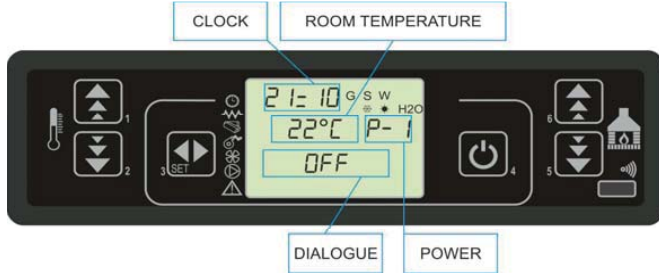 CLOCK
ROOM TEMPERATURE
21:10 G S W
H2O
22°C P-1
OFF
1
2
3 SET
4
5
6
DIALOGUE
POWER